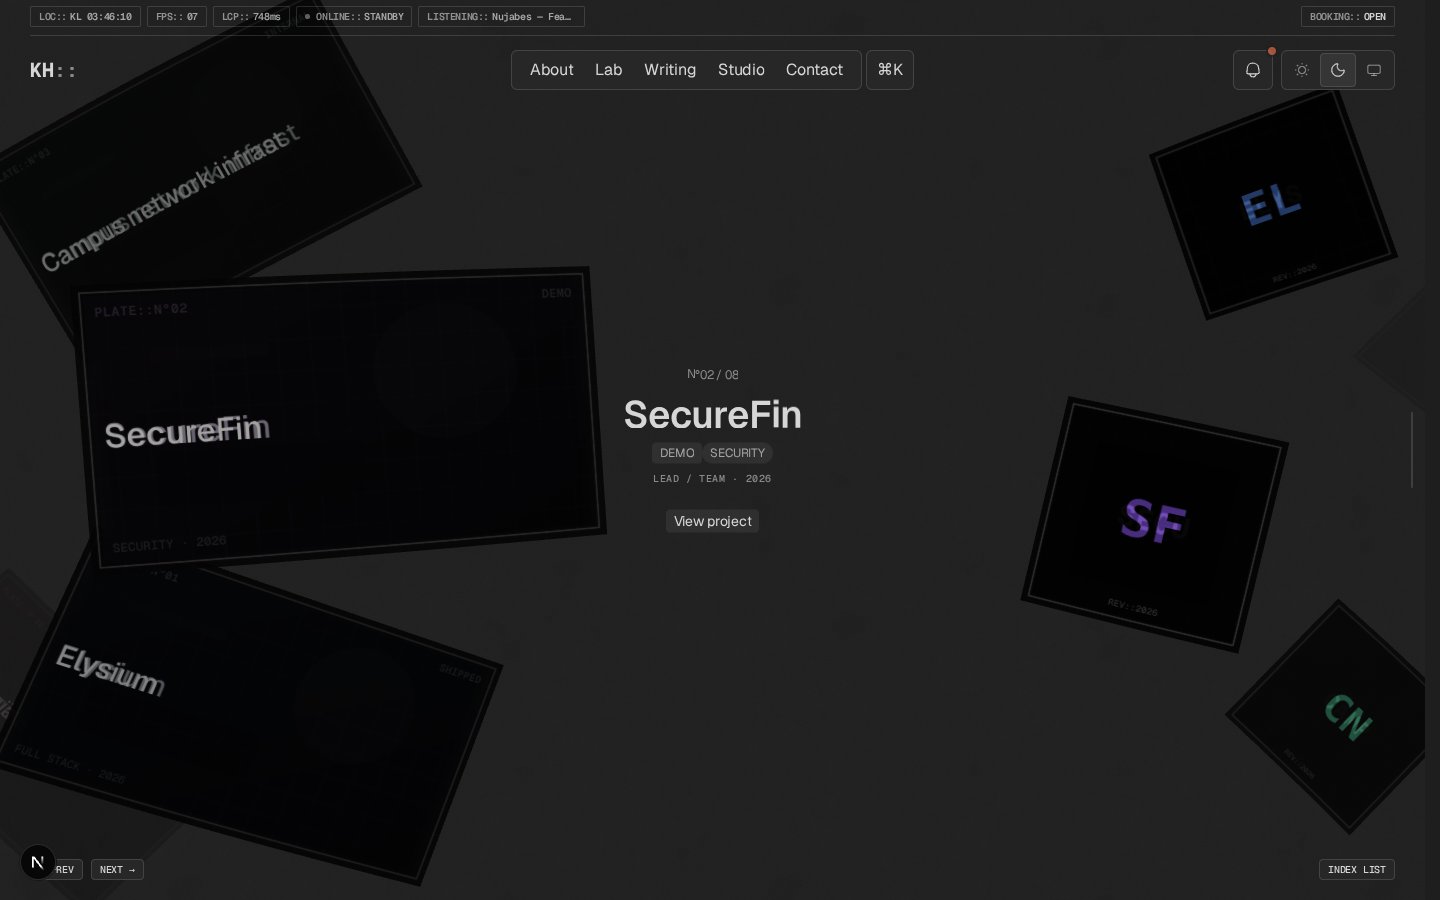 LOC:: KL 03:46:10
FPS:: 07
LCP:: 748ms
ONLINE:: STANDBY
LISTENING:: Nujabes — Fea…
BOOKING:: OPEN
KH::
About
Lab
Writing
Studio
Contact
⌘K
Campus network infrast
PLATE::N°02
DEMO
SecureFin
SECURITY · 2026
N°01
SHIPPED
Elysium
FULL STACK · 2026
N°02 / 08
SecureFin
DEMO
SECURITY
LEAD / TEAM · 2026
View project
EL
REV::2026
SF
REV::2026
CN
REV::2026
N
PREV
NEXT →
INDEX LIST